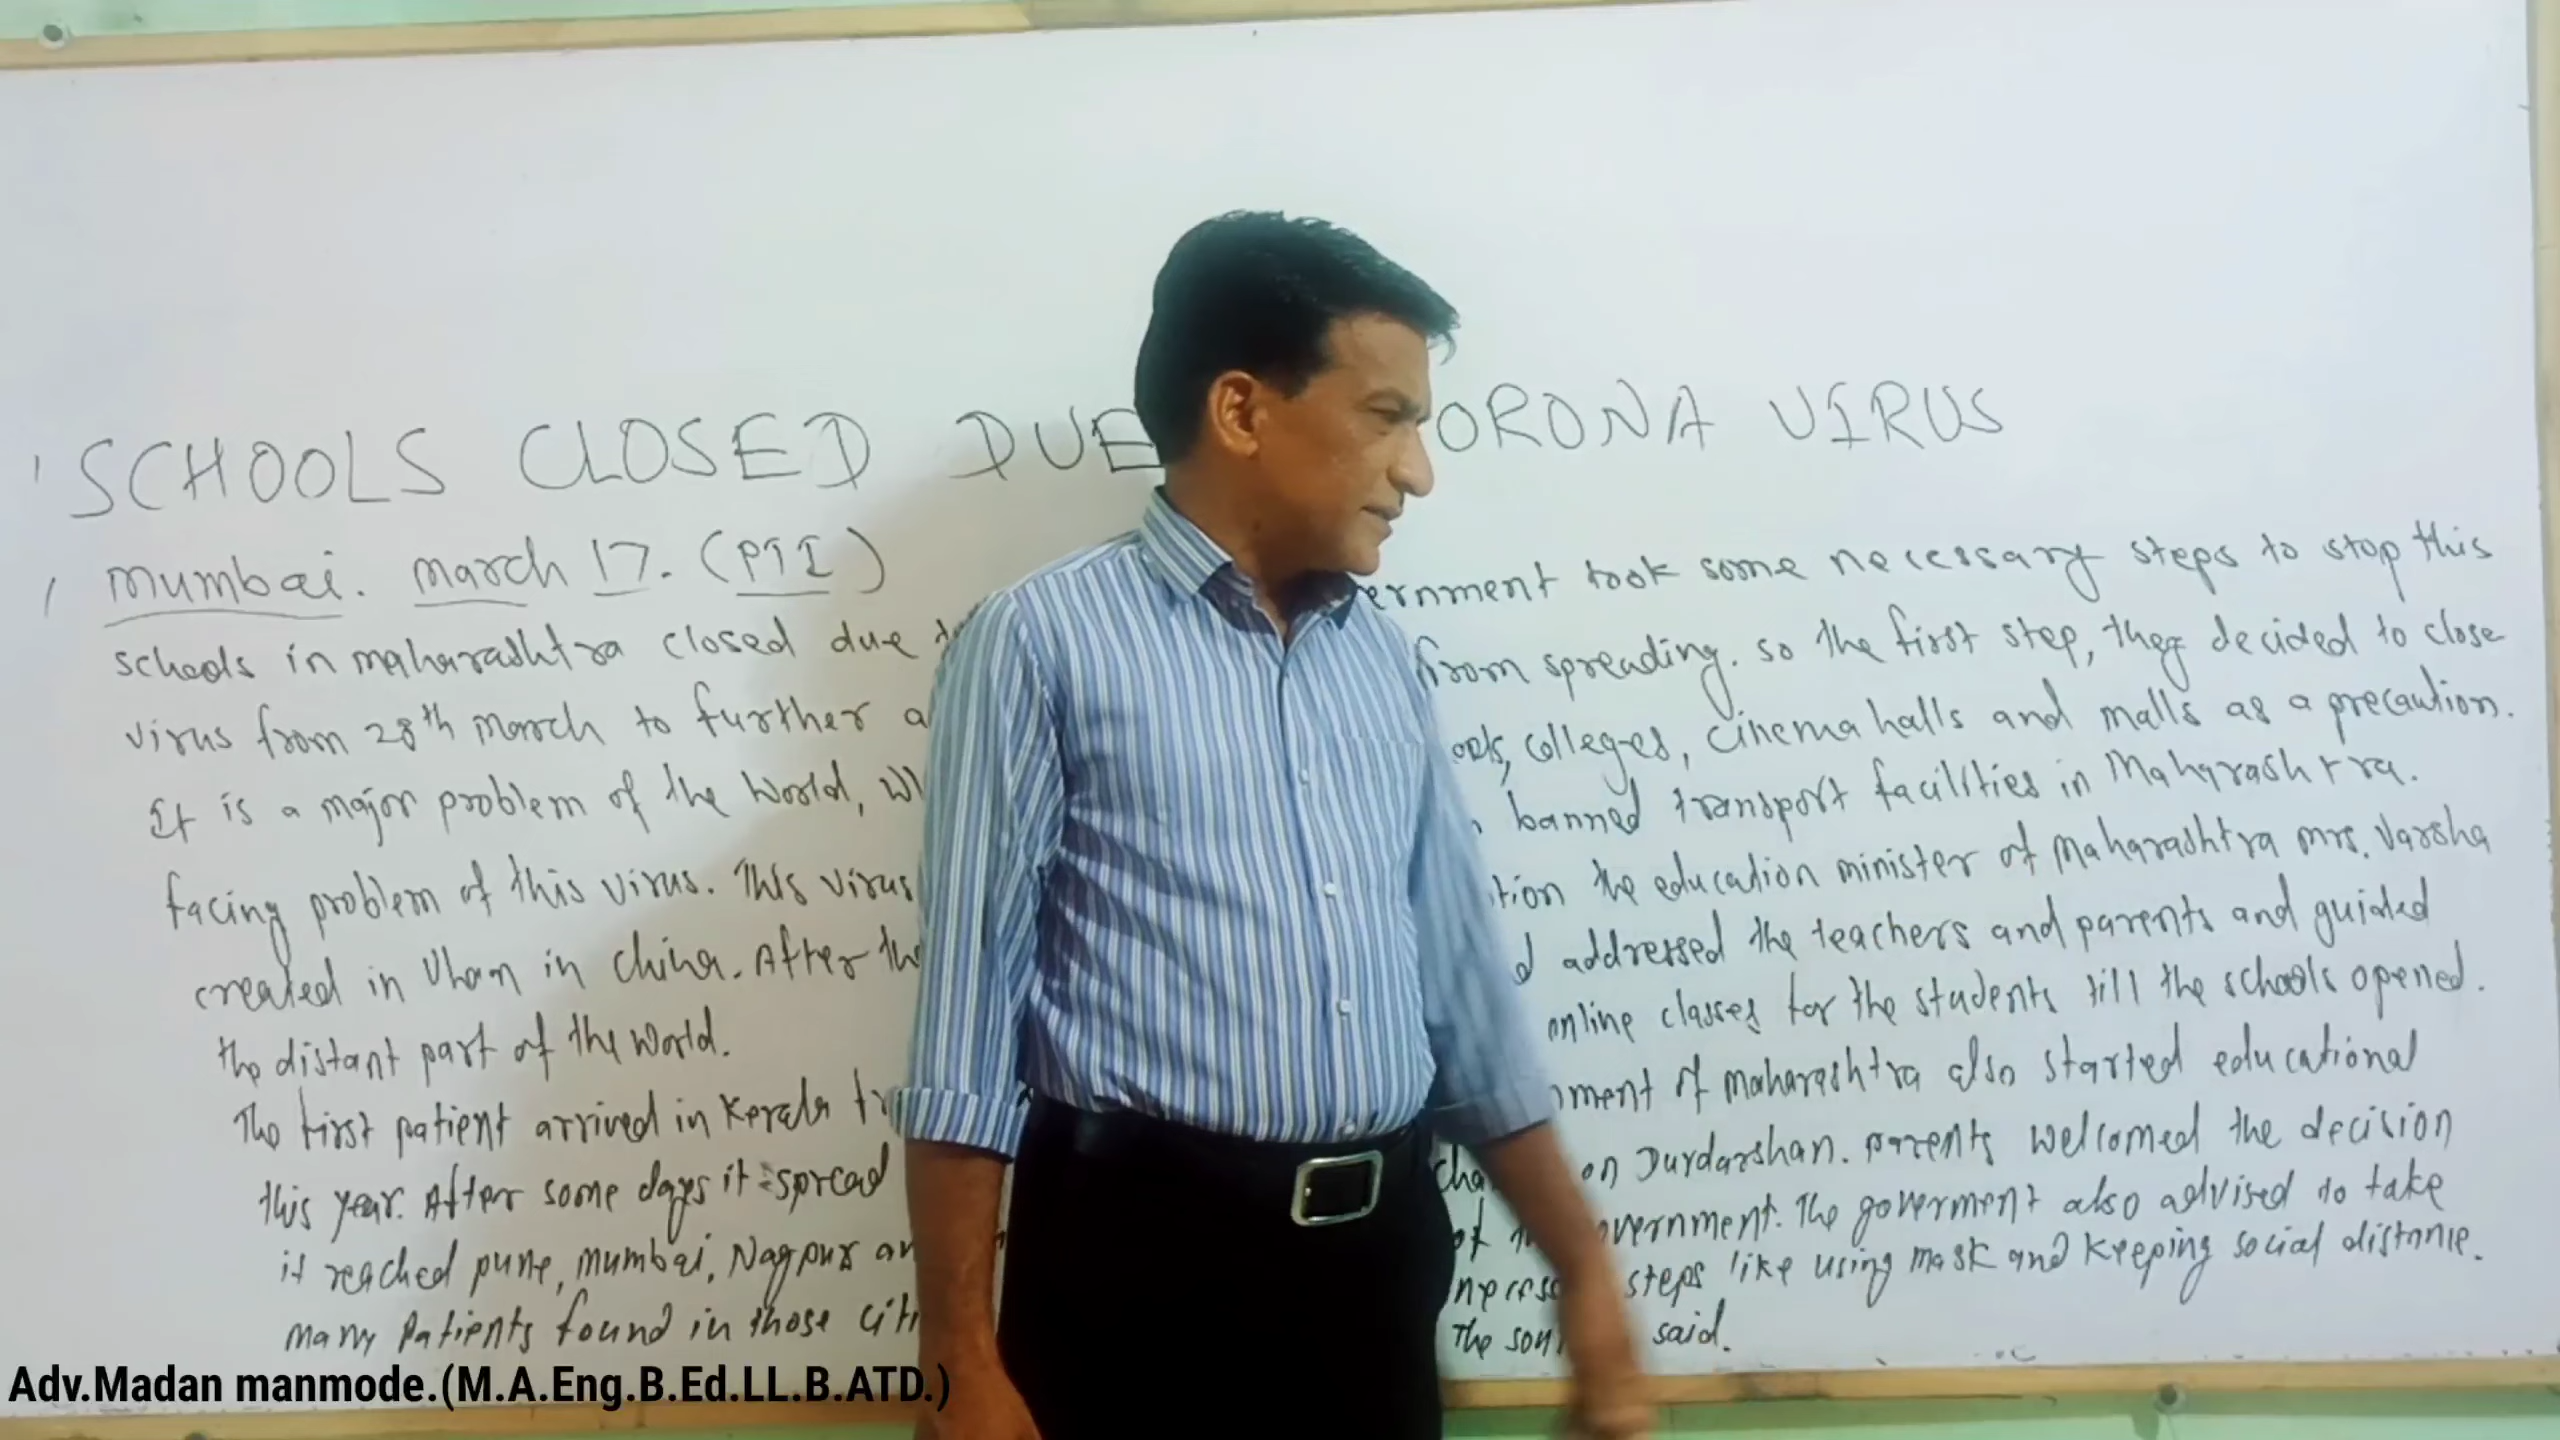 SCHOOLS CLOSED DUE ORONA VIRUS
Mumbai. March 17. (PTI)
schools in maharashtra closed due
virus from 28th March to further
It is a major problem of the World,
facing problem of this virus. This virus
created in Uhan in China. After
the distant part of the World.
The first patient arrived in Kerala
this year. After some days it spread
it reached pune, mumbai, Nagpur
many patients found in those
ernment took some necessary steps to stop this
from spreading. so the first step, they decided to close
ools, colleges, cinema halls and malls as a precaution.
banned transport facilities in Maharashtra.
tion the education minister of Maharashtra mrs. Varsha
d addressed the teachers and parents and guided
online classes for the students till the schools opened.
nment of maharashtra also started educational
cha on Durdarshan. parents welcomed the decision
of vernment. The goverment also advised to take
steps like using mask and keeping social distance.
The said.
Adv.Madan manmode.(M.A.Eng.B.Ed.LL.B.ATD.)